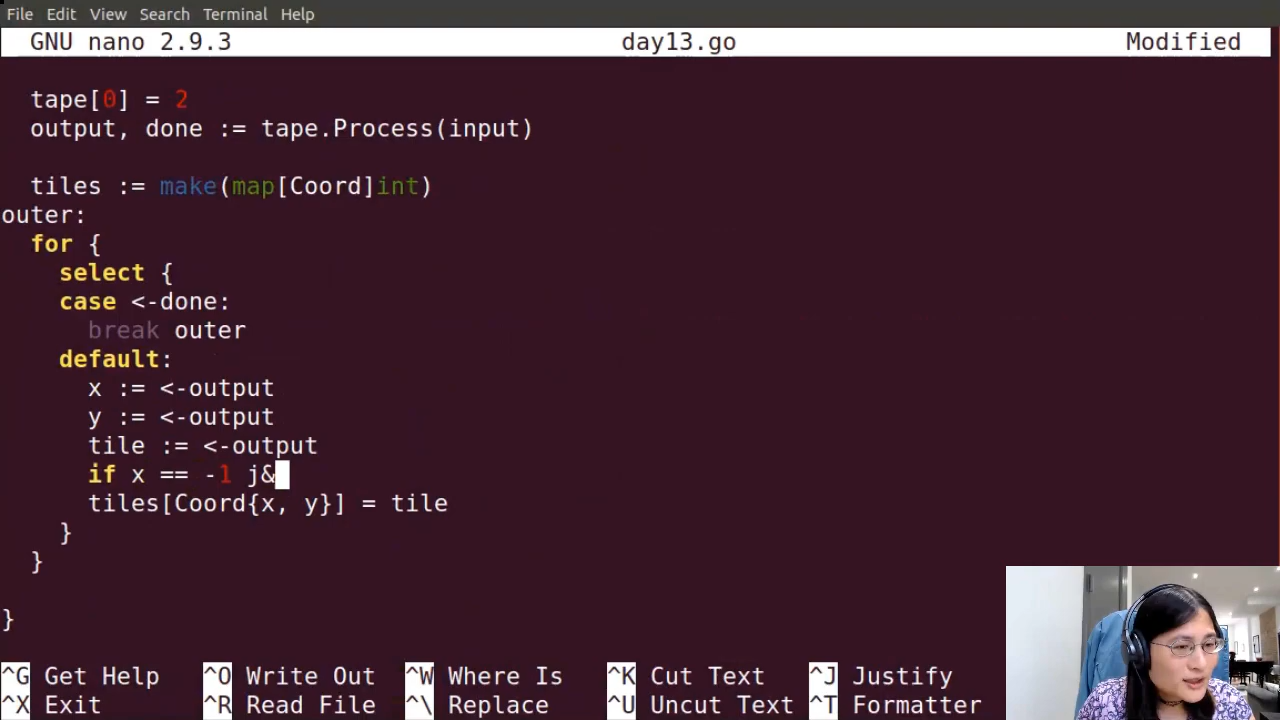 File Edit View Search Terminal Help
GNU nano 2.9.3 day13.go Modified
tape[0] = 2
output, done := tape.Process(input)
tiles := make(map[Coord]int)
outer:
for {
select {
case <-done:
break outer
default:
x := <-output
y := <-output
tile := <-output
if x == -1 j&
tiles[Coord{x, y}] = tile
}
}
}
^G Get Help ^O Write Out ^W Where Is ^K Cut Text ^J Justify
^X Exit ^R Read File ^\ Replace ^U Uncut Text ^T Formatter